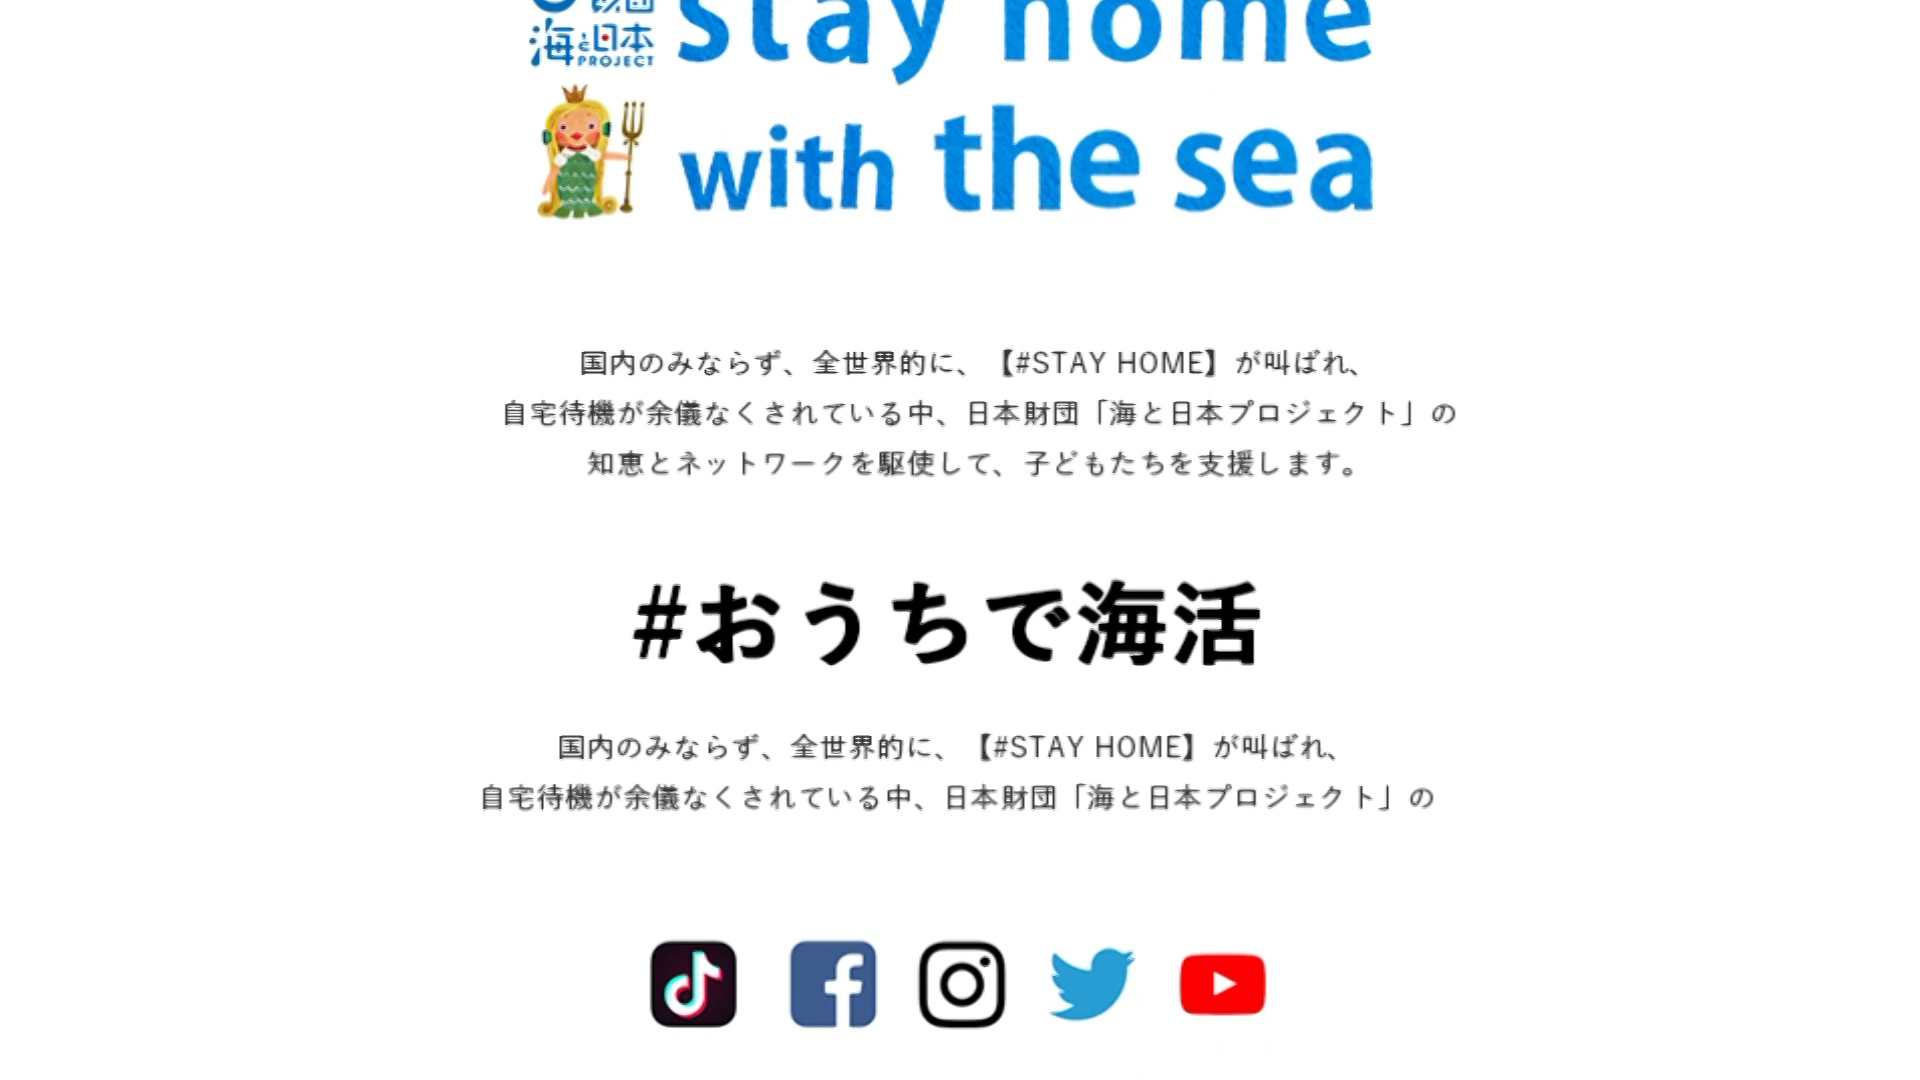 stay home
海と日本
PROJECT
with the sea
国内のみならず、全世界的に、【#STAY HOME】が叫ばれ、
自宅待機が余儀なくされている中、日本財団「海と日本プロジェクト」の
知恵とネットワークを駆使して、子どもたちを支援します。
#おうちで海活
国内のみならず、全世界的に、【#STAY HOME】が叫ばれ、
自宅待機が余儀なくされている中、日本財団「海と日本プロジェクト」の